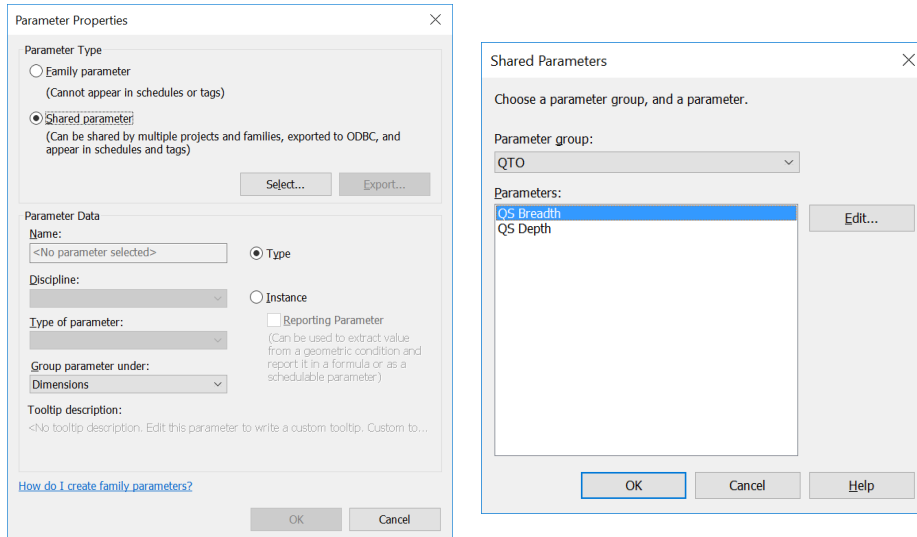 Parameter Properties
Parameter Type
Family parameter
(Cannot appear in schedules or tags)
Shared parameter
(Can be shared by multiple projects and families, exported to ODBC, and
appear in schedules and tags)
Select...
Export...
Parameter Data
Name:
<No parameter selected>
Type
Discipline:
Instance
Reporting Parameter
Type of parameter:
(Can be used to extract value
from a geometric condition and
report it in a formula or as a
schedulable parameter)
Group parameter under:
Dimensions
Tooltip description:
<No tooltip description. Edit this parameter to write a custom tooltip. Custom to...
How do I create family parameters?
OK
Cancel
Shared Parameters
Choose a parameter group, and a parameter.
Parameter group:
QTO
Parameters:
QS Breadth
QS Depth
Edit...
OK
Cancel
Help